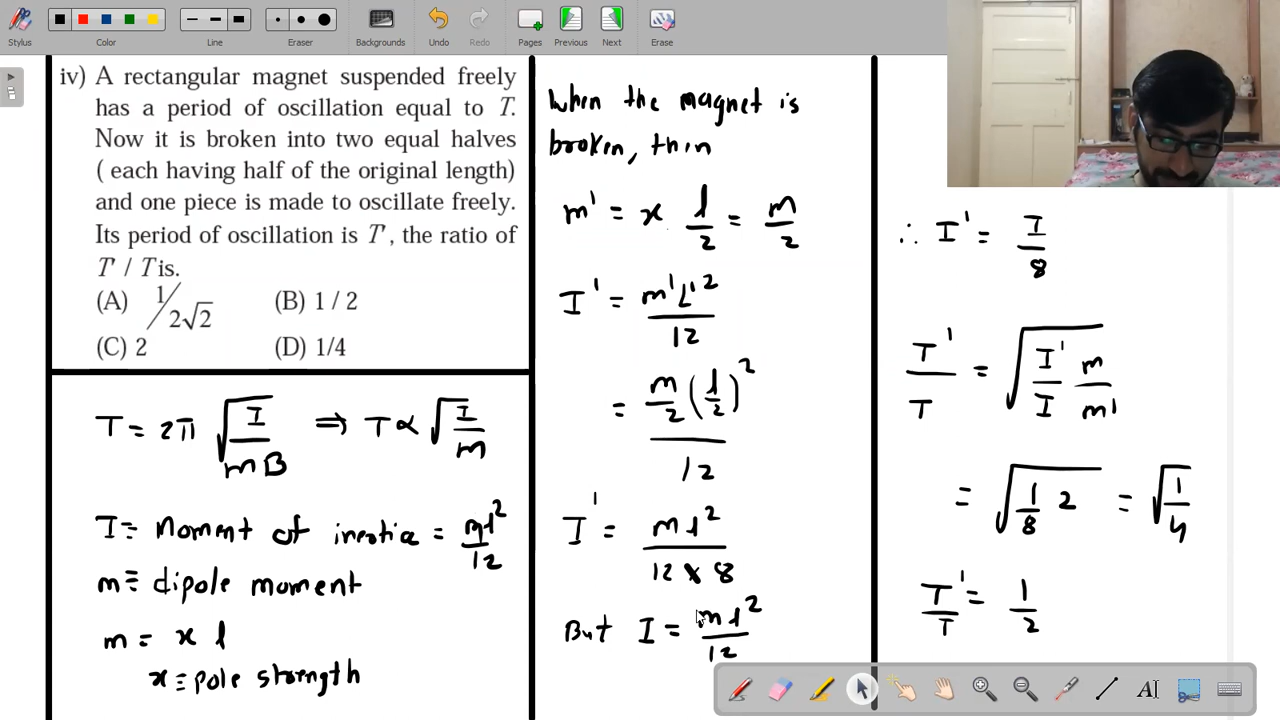 Stylus
Color
Line
Eraser
Backgrounds
Undo
Redo
Pages
Previous
Next
Erase
iv) A rectangular magnet suspended freely
has a period of oscillation equal to T.
Now it is broken into two equal halves
( each having half of the original length)
and one piece is made to oscillate freely.
Its period of oscillation is T', the ratio of
T' / T is.
(A) 1/2√2 (B) 1 / 2
(C) 2 (D) 1/4
T = 2π √(I/mB) ⇒ T ∝ √(I/m)
I = Moment of inertia = ml²/12
m = dipole moment
m = x l
x = pole strength
When the magnet is
broken, thin
m' = x l/2 = m/2
I' = m'L'²/12
= m/2 (l/2)² / 12
I' = ml²/12 × 8
But I = ml²/12
∴ I' = I/8
T'/T = √(I'/I m/m')
= √(1/8 2) = √(1/4)
T'/T = 1/2
AI